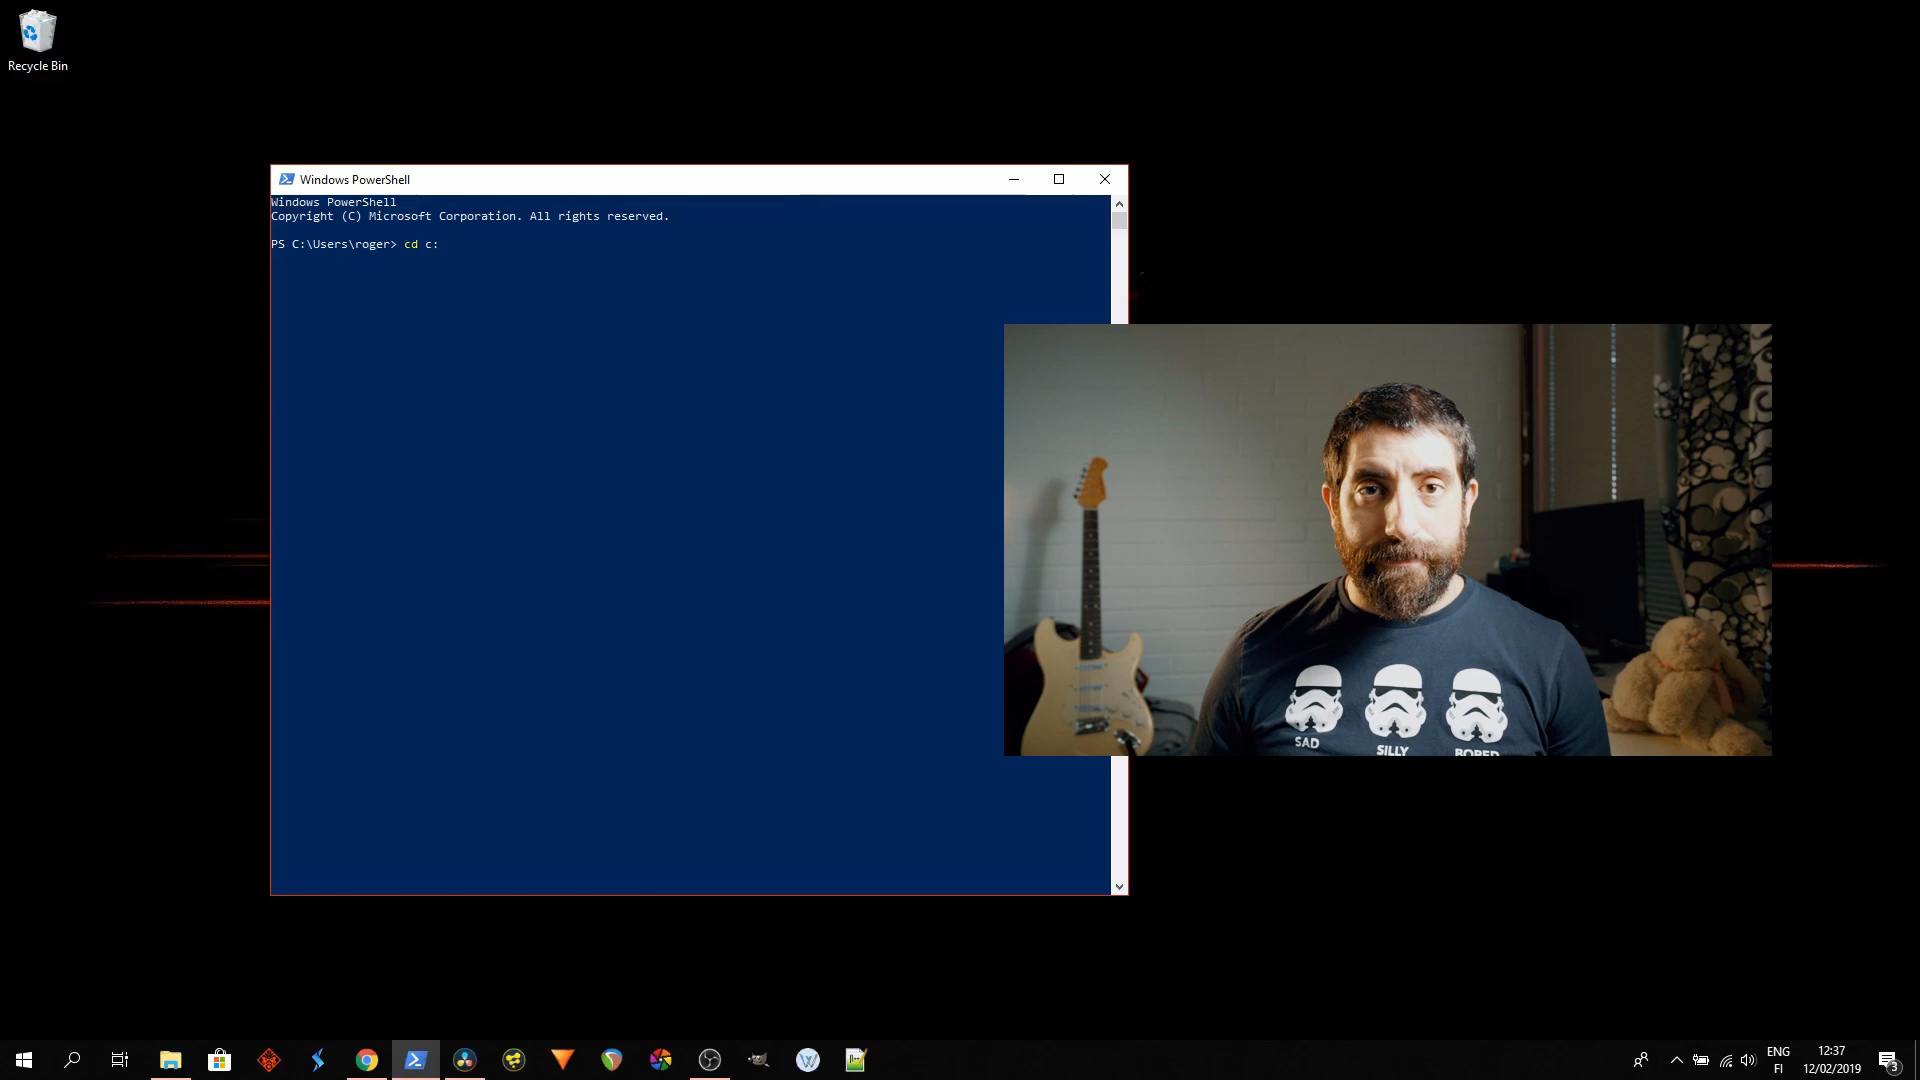 Recycle Bin
Windows PowerShell
Windows PowerShell
Copyright (C) Microsoft Corporation. All rights reserved.
PS C:\Users\roger> cd c:
SAD
SILLY
BORED
ENG
FI
12:37
12/02/2019
3